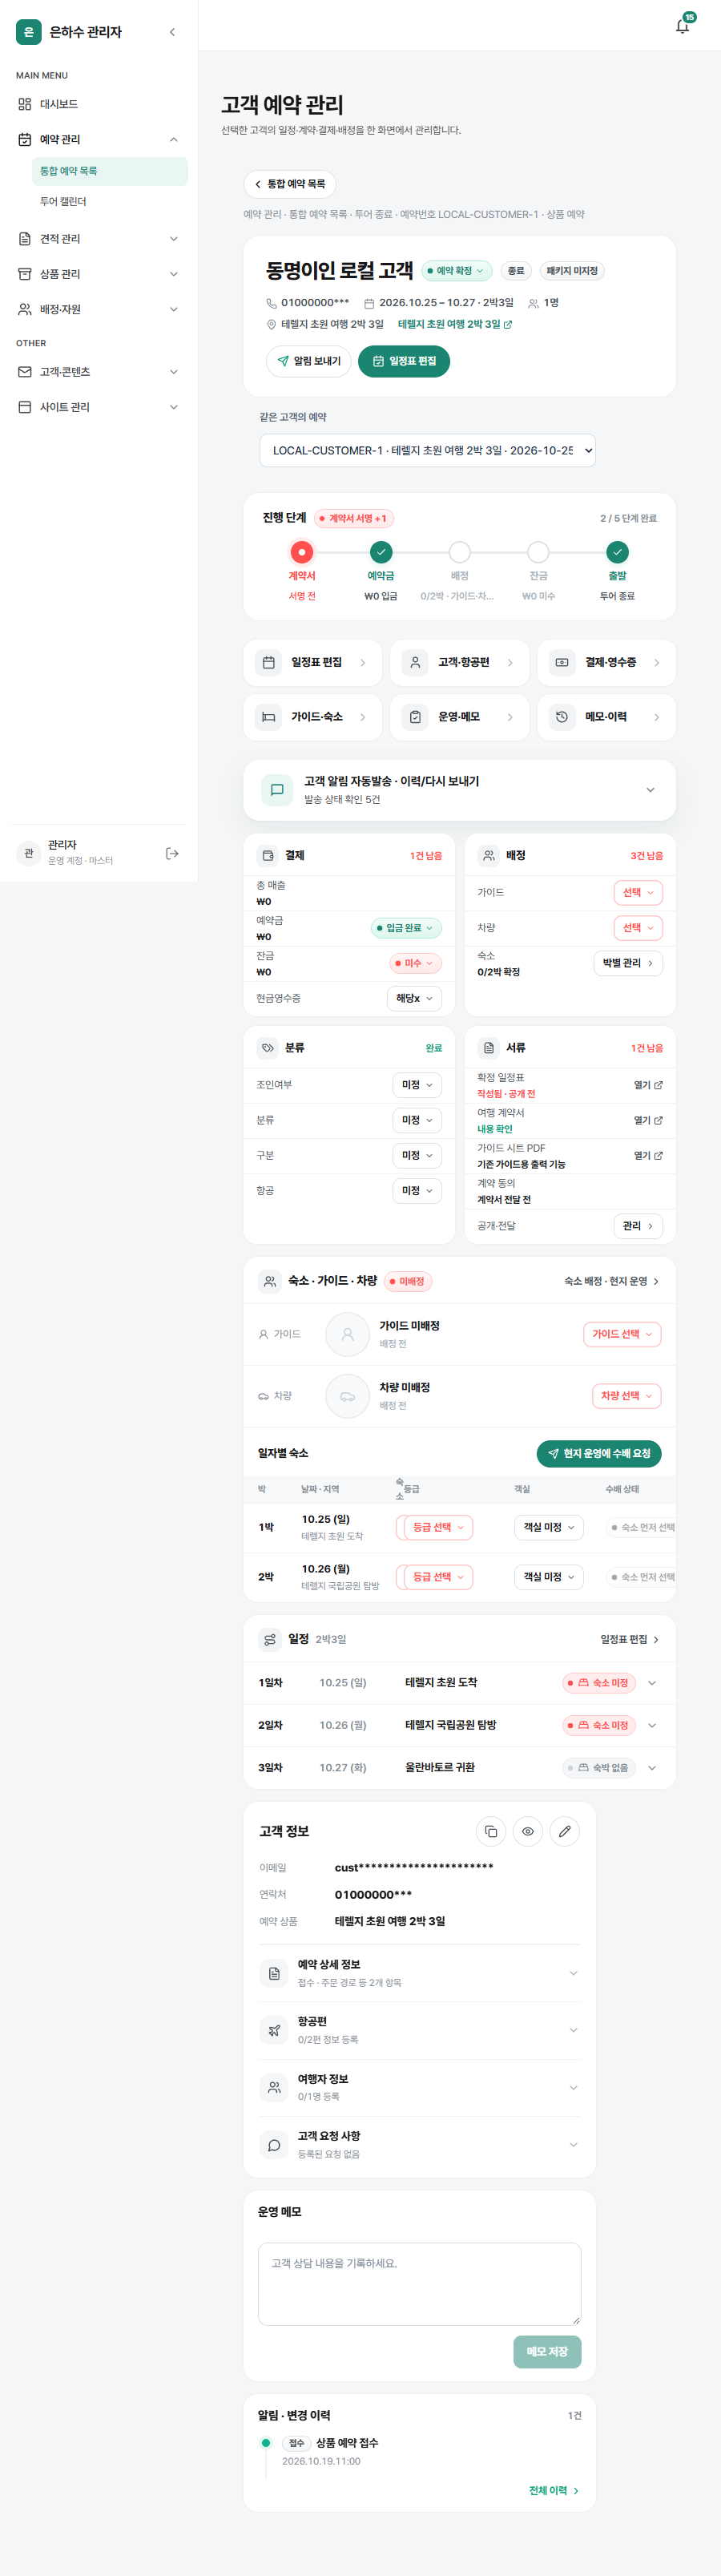 은 은하수 관리자
15
MAIN MENU
대시보드
예약 관리
통합 예약 목록
투어 캘린더
견적 관리
상품 관리
배정·자원
OTHER
고객·콘텐츠
사이트 관리
관 관리자
운영 계정 · 마스터
고객 예약 관리
선택한 고객의 일정·계약·결제·배정을 한 화면에서 관리합니다.
통합 예약 목록
예약 관리 · 통합 예약 목록 · 투어 종료 · 예약번호 LOCAL-CUSTOMER-1 · 상품 예약
동명이인 로컬 고객 예약 확정 종료 패키지 미지정
01000000*** 2026.10.25 – 10.27 · 2박3일 1명
테렐지 초원 여행 2박 3일 테렐지 초원 여행 2박 3일
알림 보내기 일정표 편집
같은 고객의 예약
LOCAL-CUSTOMER-1 · 테렐지 초원 여행 2박 3일 · 2026-10-25
진행 단계 계약서 서명 +1 2 / 5 단계 완료
계약서 예약금 배정 잔금 출발
서명 전 ₩0 입금 0/2박 · 가이드·차... ₩0 미수 투어 종료
일정표 편집 고객·항공편 결제·영수증
가이드·숙소 운영·메모 메모·이력
고객 알림 자동발송 · 이력/다시 보내기
발송 상태 확인 5건
결제 1건 남음
총 매출
₩0
예약금
₩0
입금 완료
잔금
₩0
미수
현금영수증 해당x
배정 3건 남음
가이드 선택
차량 선택
숙소
0/2박 확정
박별 관리
분류 완료
조인여부 미정
분류 미정
구분 미정
항공 미정
서류 1건 남음
확정 일정표
작성됨 · 공개 전
열기
여행 계약서
내용 확인
열기
가이드 시트 PDF
기존 가이드용 출력 기능
열기
계약 동의
계약서 전달 전
공개·전달 관리
숙소 · 가이드 · 차량 미배정 숙소 배정 · 현지 운영
가이드 가이드 미배정
배정 전
가이드 선택
차량 차량 미배정
배정 전
차량 선택
일자별 숙소 현지 운영에 수배 요청
박 날짜 · 지역 숙소 등급 객실 수배 상태
1박 10.25 (일)
테렐지 초원 도착
등급 선택 객실 미정 숙소 먼저 선택
2박 10.26 (월)
테렐지 국립공원 탐방
등급 선택 객실 미정 숙소 먼저 선택
일정 2박3일 일정표 편집
1일차 10.25 (일) 테렐지 초원 도착 숙소 미정
2일차 10.26 (월) 테렐지 국립공원 탐방 숙소 미정
3일차 10.27 (화) 울란바토르 귀환 숙박 없음
고객 정보
이메일 cust**********************
연락처 01000000***
예약 상품 테렐지 초원 여행 2박 3일
예약 상세 정보
접수 · 주문 경로 등 2개 항목
항공편
0/2편 정보 등록
여행자 정보
0/1명 등록
고객 요청 사항
등록된 요청 없음
운영 메모
고객 상담 내용을 기록하세요.
메모 저장
알림 · 변경 이력 1건
접수 상품 예약 접수
2026.10.19.11:00
전체 이력